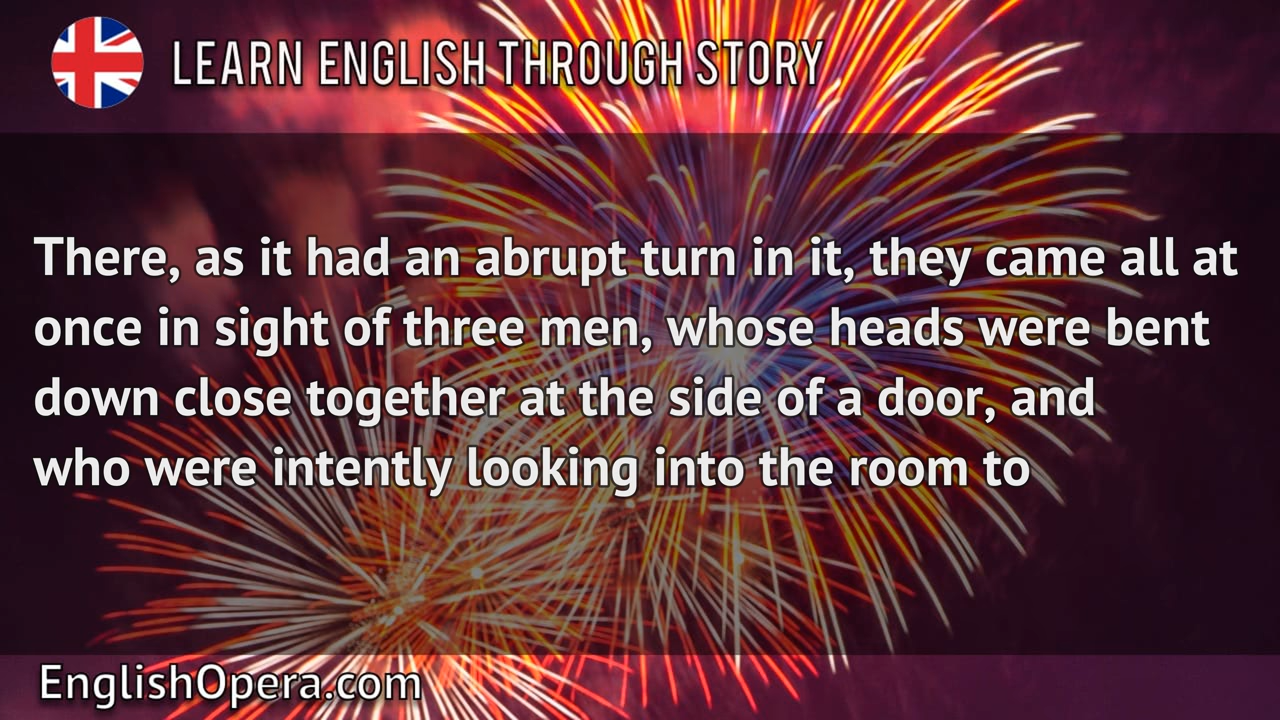 LEARN ENGLISH THROUGH STORY
There, as it had an abrupt turn in it, they came all at
once in sight of three men, whose heads were bent
down close together at the side of a door, and
who were intently looking into the room to
EnglishOpera.com